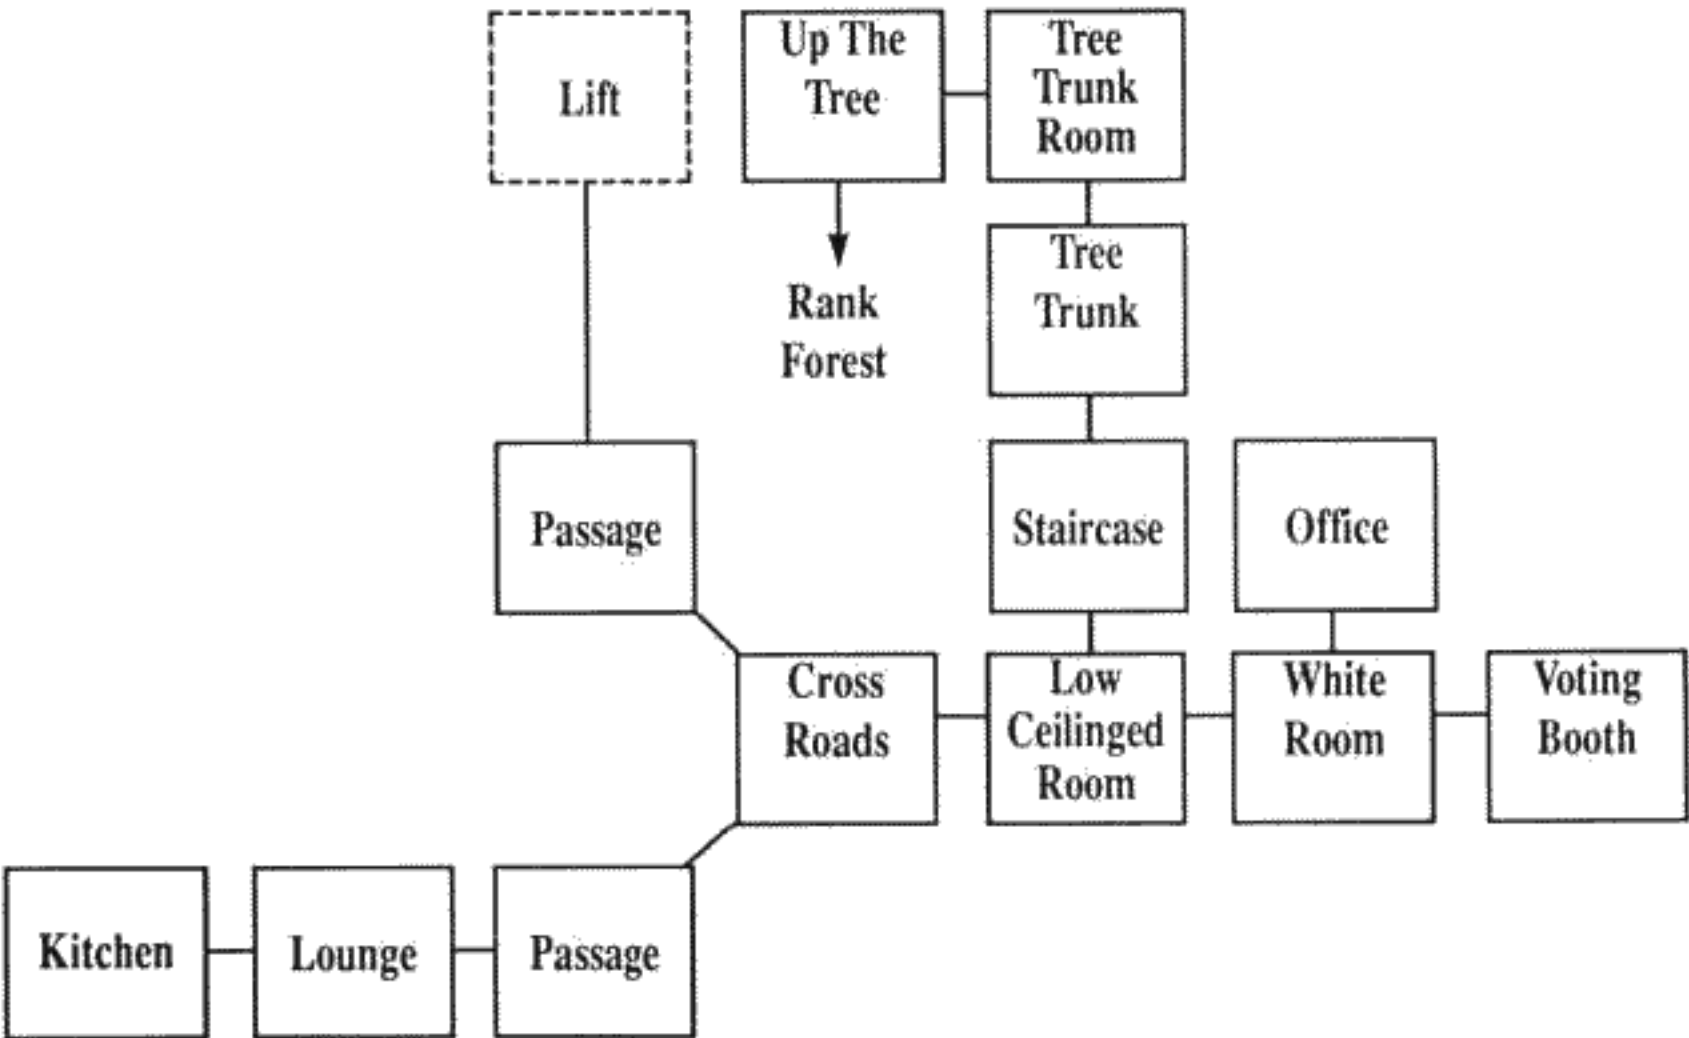 Lift
Up The
Tree
Tree
Trunk
Room
Rank
Forest
Tree
Trunk
Passage
Staircase
Office
Cross
Roads
Low
Ceilinged
Room
White
Room
Voting
Booth
Kitchen
Lounge
Passage